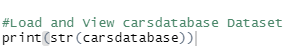 #Load and View carsdatabase Dataset
print(str(carsdatabase))